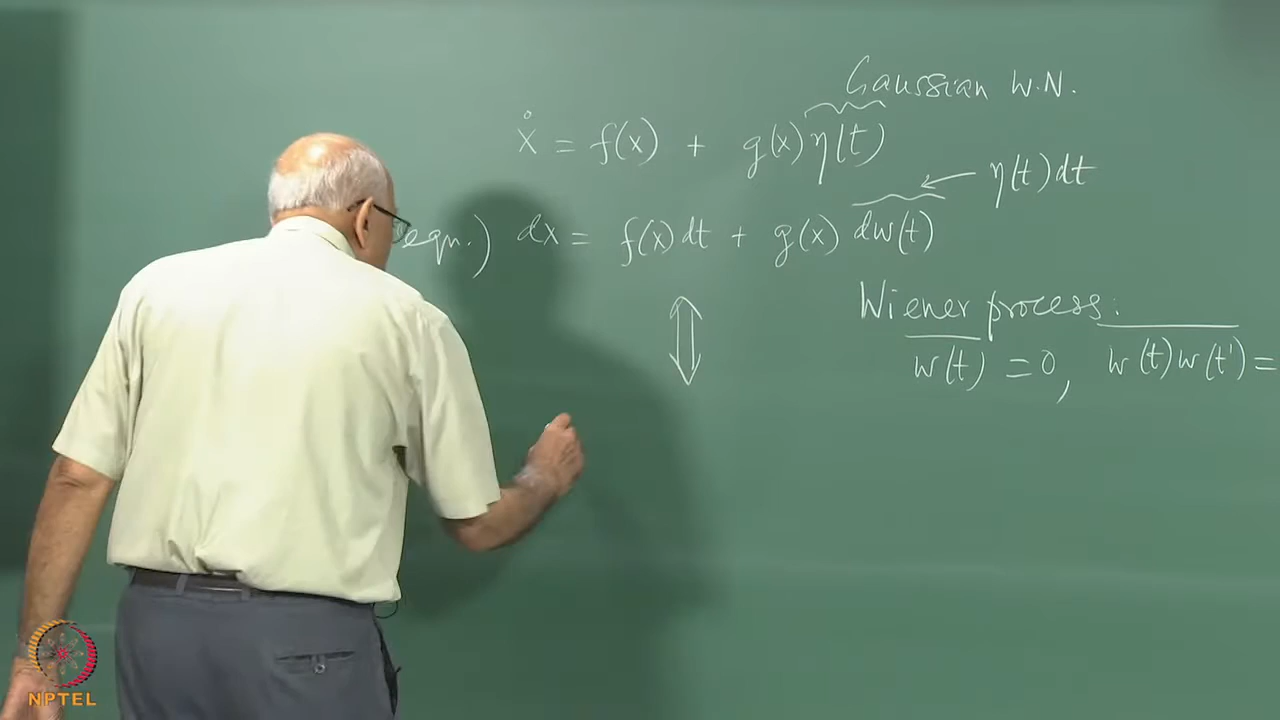 Gaussian W.N.
ẋ = f(x) + g(x) η(t)
η(t) dt
eqn.) dx = f(x) dt + g(x) dw(t)
Wiener process:
w(t) = 0, w(t) w(t') =
NPTEL